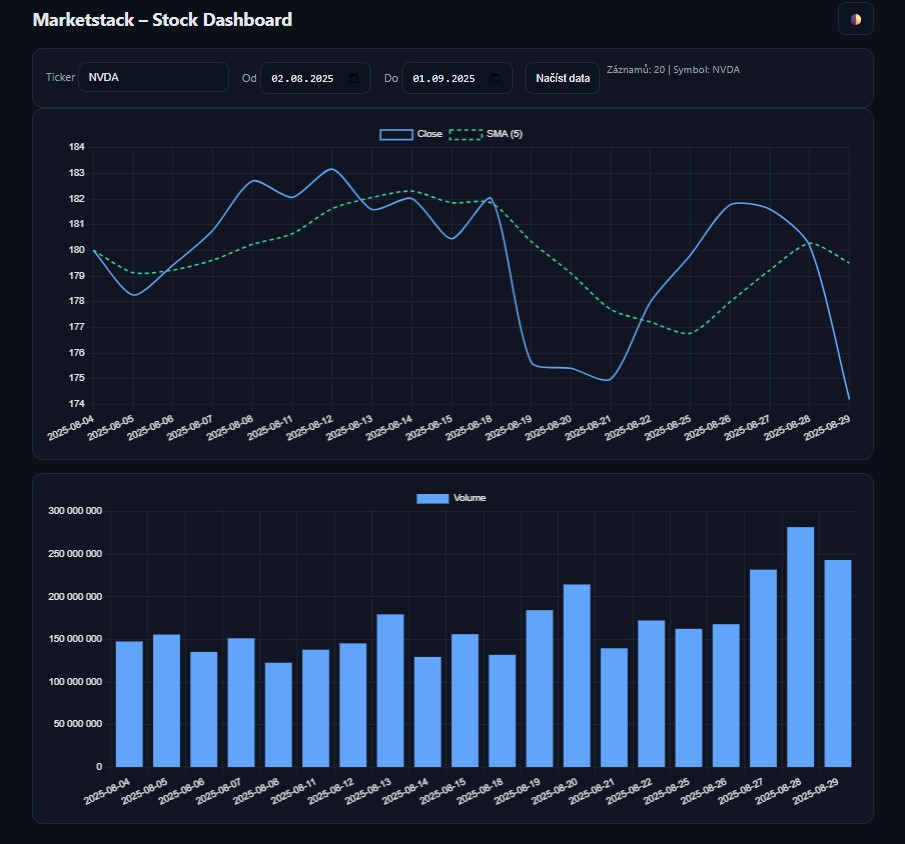 Marketstack – Stock Dashboard
Ticker NVDA Od 02.08.2025 Do 01.09.2025 Načíst data Záznamů: 20 | Symbol: NVDA
Close SMA (5)
184
183
182
181
180
179
178
177
176
175
174
2025-08-04 2025-08-05 2025-08-06 2025-08-07 2025-08-08 2025-08-11 2025-08-12 2025-08-13 2025-08-14 2025-08-15 2025-08-18 2025-08-19 2025-08-20 2025-08-21 2025-08-22 2025-08-25 2025-08-26 2025-08-27 2025-08-28 2025-08-29
Volume
300 000 000
250 000 000
200 000 000
150 000 000
100 000 000
50 000 000
0
2025-08-04 2025-08-05 2025-08-06 2025-08-07 2025-08-08 2025-08-11 2025-08-12 2025-08-13 2025-08-14 2025-08-15 2025-08-18 2025-08-19 2025-08-20 2025-08-21 2025-08-22 2025-08-25 2025-08-26 2025-08-27 2025-08-28 2025-08-29